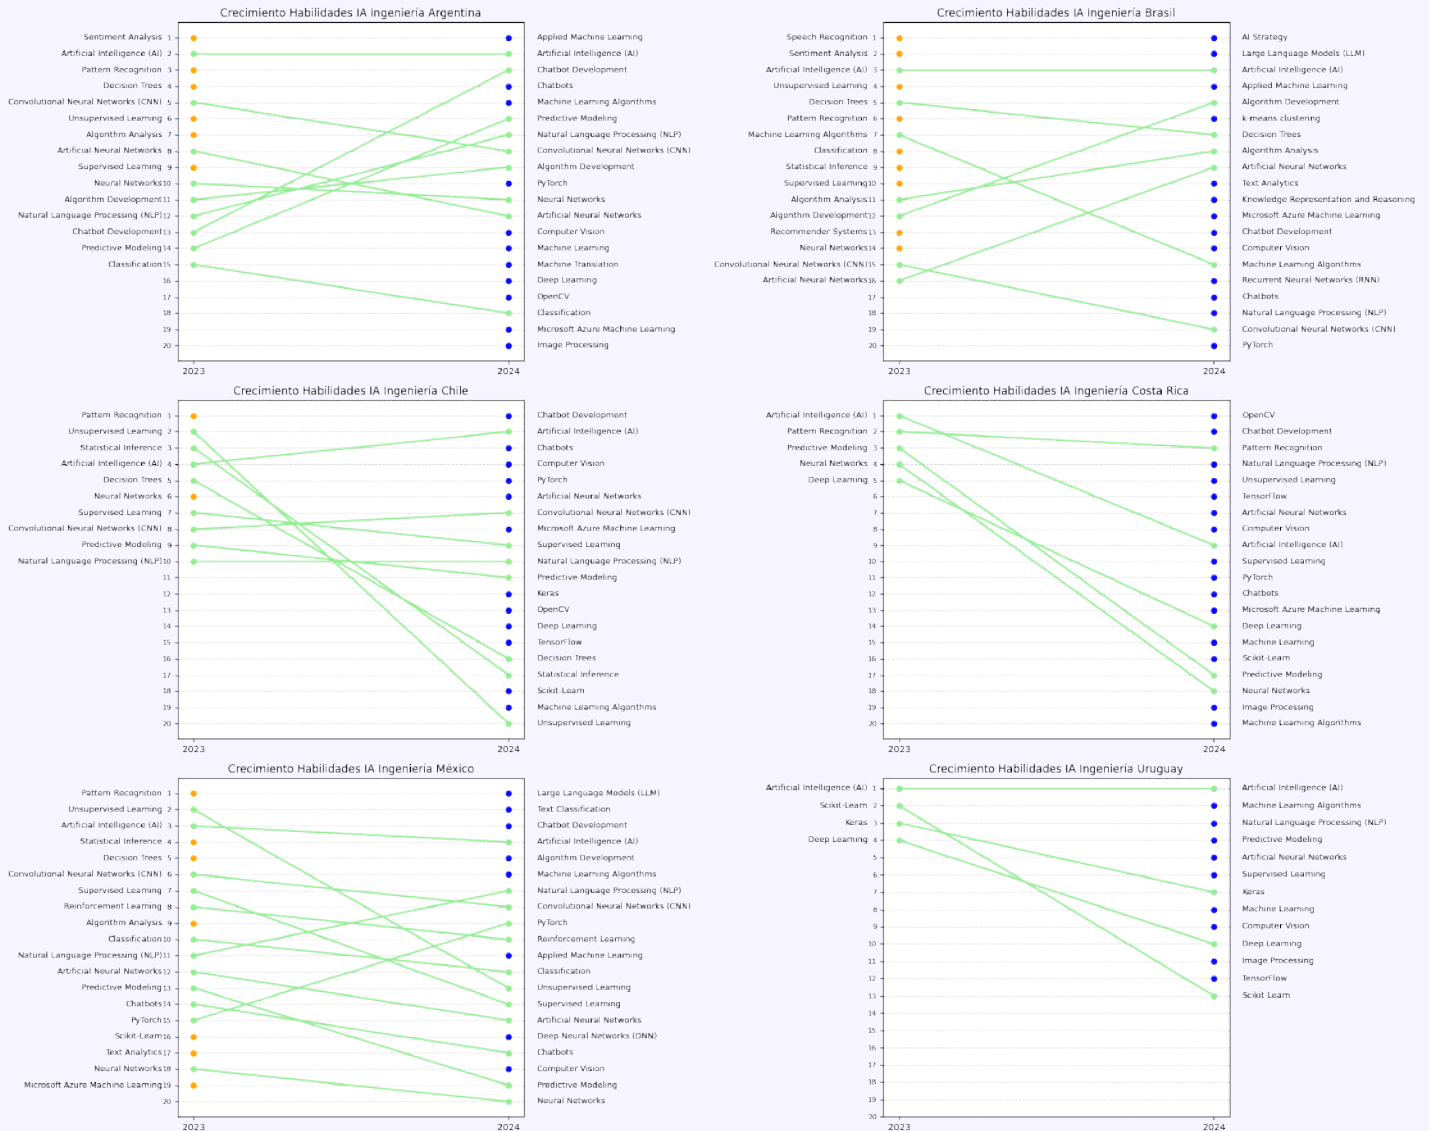 Crecimiento Habilidades IA Ingeniería Argentina
Sentiment Analysis 1 Applied Machine Learning
Artificial Intelligence (AI) 2 Artificial Intelligence (AI)
Pattern Recognition 3 Chatbot Development
Decision Trees 4 Chatbots
Convolutional Neural Networks (CNN) 5 Machine Learning Algorithms
Unsupervised Learning 6 Predictive Modeling
Algorithm Analysis 7 Natural Language Processing (NLP)
Artificial Neural Networks 8 Convolutional Neural Networks (CNN)
Supervised Learning 9 Algorithm Development
Neural Networks 10 PyTorch
Algorithm Development 11 Neural Networks
Natural Language Processing (NLP) 12 Artificial Neural Networks
Chatbot Development 13 Computer Vision
Predictive Modeling 14 Machine Learning
Classification 15 Machine Translation
16 Deep Learning
17 OpenCV
18 Classification
19 Microsoft Azure Machine Learning
20 Image Processing
2023 2024
Crecimiento Habilidades IA Ingeniería Brasil
Speech Recognition 1 AI Strategy
Sentiment Analysis 2 Large Language Models (LLM)
Artificial Intelligence (AI) 3 Artificial Intelligence (AI)
Unsupervised Learning 4 Applied Machine Learning
Decision Trees 5 Algorithm Development
Pattern Recognition 6 k-means clustering
Machine Learning Algorithms 7 Decision Trees
Classification 8 Algorithm Analysis
Statistical Inference 9 Artificial Neural Networks
Supervised Learning 10 Text Analytics
Algorithm Analysis 11 Knowledge Representation and Reasoning
Algorithm Development 12 Microsoft Azure Machine Learning
Recommender Systems 13 Chatbot Development
Neural Networks 14 Computer Vision
Convolutional Neural Networks (CNN) 15 Machine Learning Algorithms
Artificial Neural Networks 16 Recurrent Neural Networks (RNN)
17 Chatbots
18 Natural Language Processing (NLP)
19 Convolutional Neural Networks (CNN)
20 PyTorch
2023 2024
Crecimiento Habilidades IA Ingeniería Chile
Pattern Recognition 1 Chatbot Development
Unsupervised Learning 2 Artificial Intelligence (AI)
Statistical Inference 3 Chatbots
Artificial Intelligence (AI) 4 Computer Vision
Decision Trees 5 PyTorch
Neural Networks 6 Artificial Neural Networks
Supervised Learning 7 Convolutional Neural Networks (CNN)
Convolutional Neural Networks (CNN) 8 Microsoft Azure Machine Learning
Predictive Modeling 9 Supervised Learning
Natural Language Processing (NLP) 10 Natural Language Processing (NLP)
11 Predictive Modeling
12 Keras
13 OpenCV
14 Deep Learning
15 TensorFlow
16 Decision Trees
17 Statistical Inference
18 Scikit-Learn
19 Machine Learning Algorithms
20 Unsupervised Learning
2023 2024
Crecimiento Habilidades IA Ingeniería Costa Rica
Artificial Intelligence (AI) 1 OpenCV
Pattern Recognition 2 Chatbot Development
Predictive Modeling 3 Pattern Recognition
Neural Networks 4 Natural Language Processing (NLP)
Deep Learning 5 Unsupervised Learning
6 TensorFlow
7 Artificial Neural Networks
8 Computer Vision
9 Artificial Intelligence (AI)
10 Supervised Learning
11 PyTorch
12 Chatbots
13 Microsoft Azure Machine Learning
14 Deep Learning
15 Machine Learning
16 Scikit-Learn
17 Predictive Modeling
18 Neural Networks
19 Image Processing
20 Machine Learning Algorithms
2023 2024
Crecimiento Habilidades IA Ingeniería México
Pattern Recognition 1 Large Language Models (LLM)
Unsupervised Learning 2 Text Classification
Artificial Intelligence (AI) 3 Chatbot Development
Statistical Inference 4 Artificial Intelligence (AI)
Decision Trees 5 Algorithm Development
Convolutional Neural Networks (CNN) 6 Machine Learning Algorithms
Supervised Learning 7 Natural Language Processing (NLP)
Reinforcement Learning 8 Convolutional Neural Networks (CNN)
Algorithm Analysis 9 PyTorch
Classification 10 Reinforcement Learning
Natural Language Processing (NLP) 11 Applied Machine Learning
Artificial Neural Networks 12 Classification
Predictive Modeling 13 Unsupervised Learning
Chatbots 14 Supervised Learning
PyTorch 15 Artificial Neural Networks
Scikit-Learn 16 Deep Neural Networks (DNN)
Text Analytics 17 Chatbots
Neural Networks 18 Computer Vision
Microsoft Azure Machine Learning 19 Predictive Modeling
20 Neural Networks
2023 2024
Crecimiento Habilidades IA Ingeniería Uruguay
Artificial Intelligence (AI) 1 Artificial Intelligence (AI)
Scikit-Learn 2 Machine Learning Algorithms
Keras 3 Natural Language Processing (NLP)
Deep Learning 4 Predictive Modeling
5 Artificial Neural Networks
6 Supervised Learning
7 Keras
8 Machine Learning
9 Computer Vision
10 Deep Learning
11 Image Processing
12 TensorFlow
13 Scikit-Learn
14
15
16
17
18
19
20
2023 2024